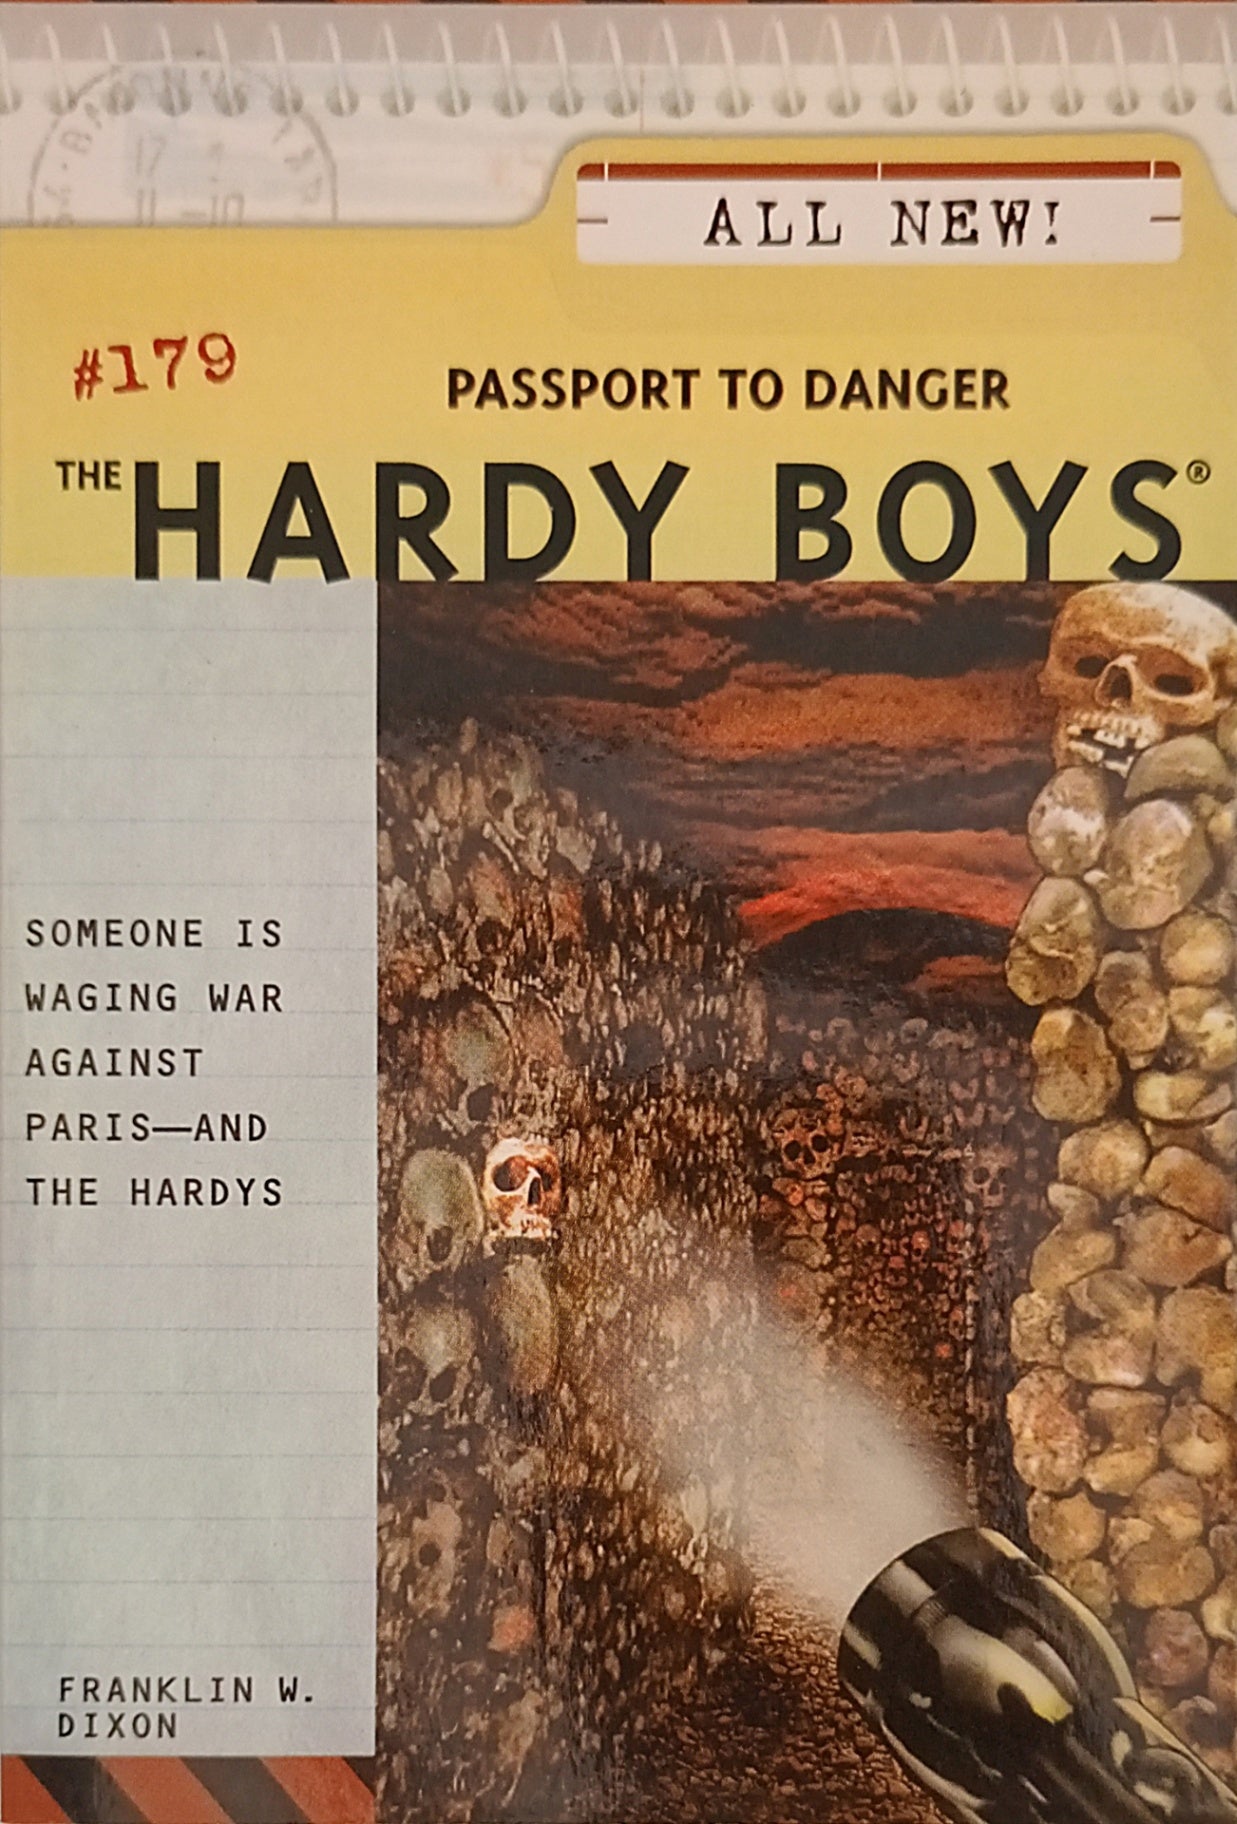 ALL NEW!
#179
PASSPORT TO DANGER
THE HARDY BOYS®
SOMEONE IS
WAGING WAR
AGAINST
PARIS—AND
THE HARDYS
FRANKLIN W.
DIXON